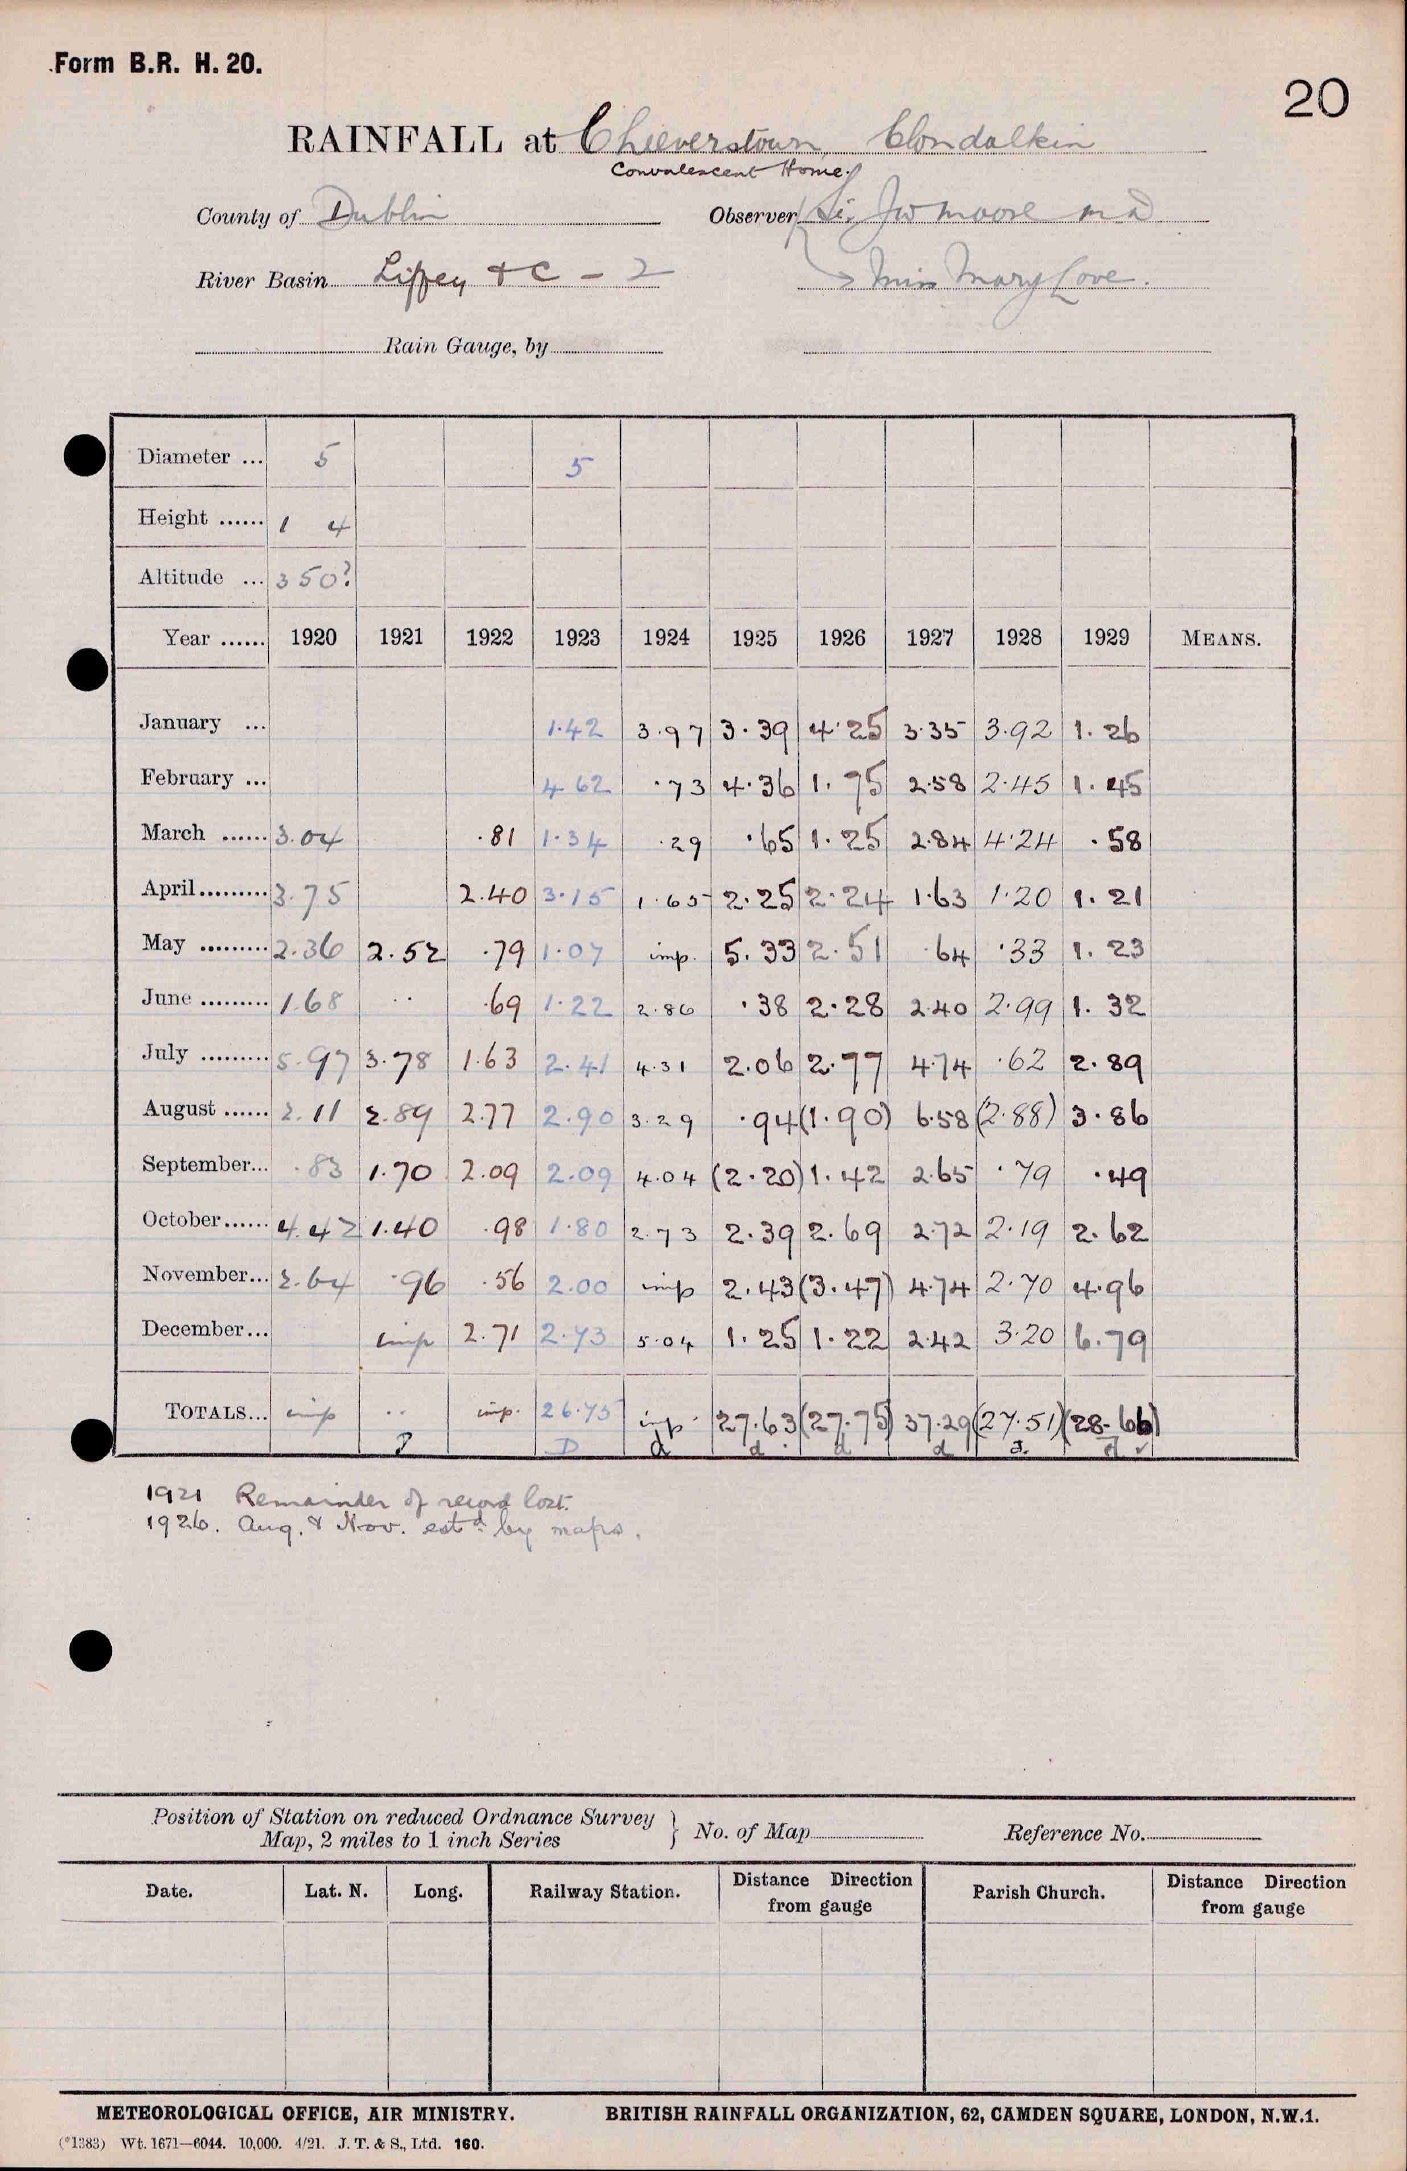 Form B.R. H. 20.
20
RAINFALL at Cheeverstown, Clondalkin
Convalescent Home.
County of Dublin Observer Sir JW Moore MD
River Basin Liffey & C - 2 → Miss Mary Love.
Rain Gauge, by
Diameter ... 5 5
Height ...... 1 4
Altitude ... 350?
Year ...... 1920 1921 1922 1923 1924 1925 1926 1927 1928 1929 MEANS.
January ... 1.42 3.97 3.39 4.25 3.35 3.92 1.26
February ... 4 62 .73 4.36 1.75 2.58 2.45 1.45
March ...... 3.04 .81 1.34 .29 .65 1.25 2.84 4.24 .58
April......... 3.75 2.40 3.15 1.65 2.25 2.24 1.63 1.20 1.21
May ......... 2.36 2.52 .79 1.07 imp. 5.33 2.51 .64 .33 1.23
June ......... 1.68 .. .69 1.22 2.86 .38 2.28 2.40 2.99 1.32
July ......... 5.97 3.78 1.63 2.41 4.31 2.06 2.77 4.74 .62 2.89
August ...... 2.11 2.89 2.77 2.90 3.29 .94 (1.90) 6.58 (2.88) 3.86
September... .83 1.70 2.09 2.09 4.04 (2.20) 1.42 2.65 .79 .49
October...... 4.42 1.40 .98 1.80 2.73 2.39 2.69 2.72 2.19 2.62
November... 2.64 .96 .56 2.00 imp 2.43 (3.47) 4.74 2.70 4.96
December... imp 2.71 2.73 5.04 1.25 1.22 2.42 3.20 6.79
TOTALS... imp .. imp. 26.75 imp. 27.63 (27.75) 37.29 (27.51) (28.66)
D d d d d
1921 Remainder of record lost.
1926. Aug. & Nov. estd by maps.
Position of Station on reduced Ordnance Survey
Map, 2 miles to 1 inch Series } No. of Map Reference No.
Date. Lat. N. Long. Railway Station. Distance Direction from gauge Parish Church. Distance Direction from gauge
METEOROLOGICAL OFFICE, AIR MINISTRY. BRITISH RAINFALL ORGANIZATION, 62, CAMDEN SQUARE, LONDON, N.W.1.
(*1383) Wt. 1671—6044. 10,000. 4/21. J. T. & S., Ltd. 160.